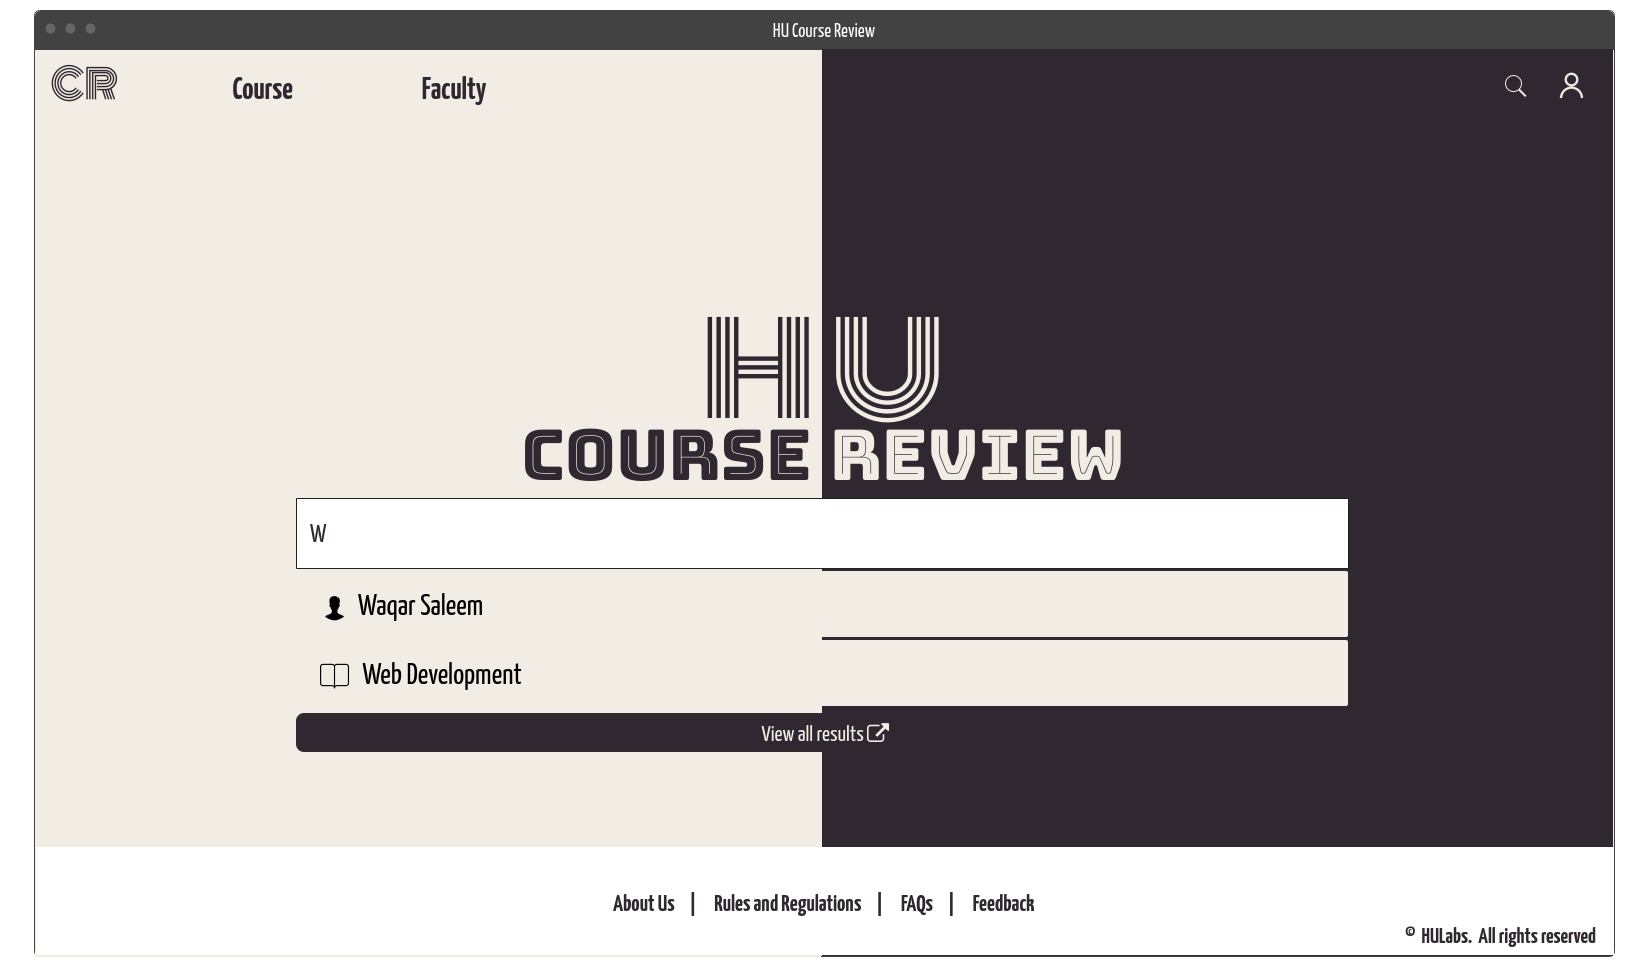 HU Course Review
CR Course Faculty
HU
COURSE REVIEW
W
Waqar Saleem
Web Development
View all results
About Us | Rules and Regulations | FAQs | Feedback
© HULabs. All rights reserved